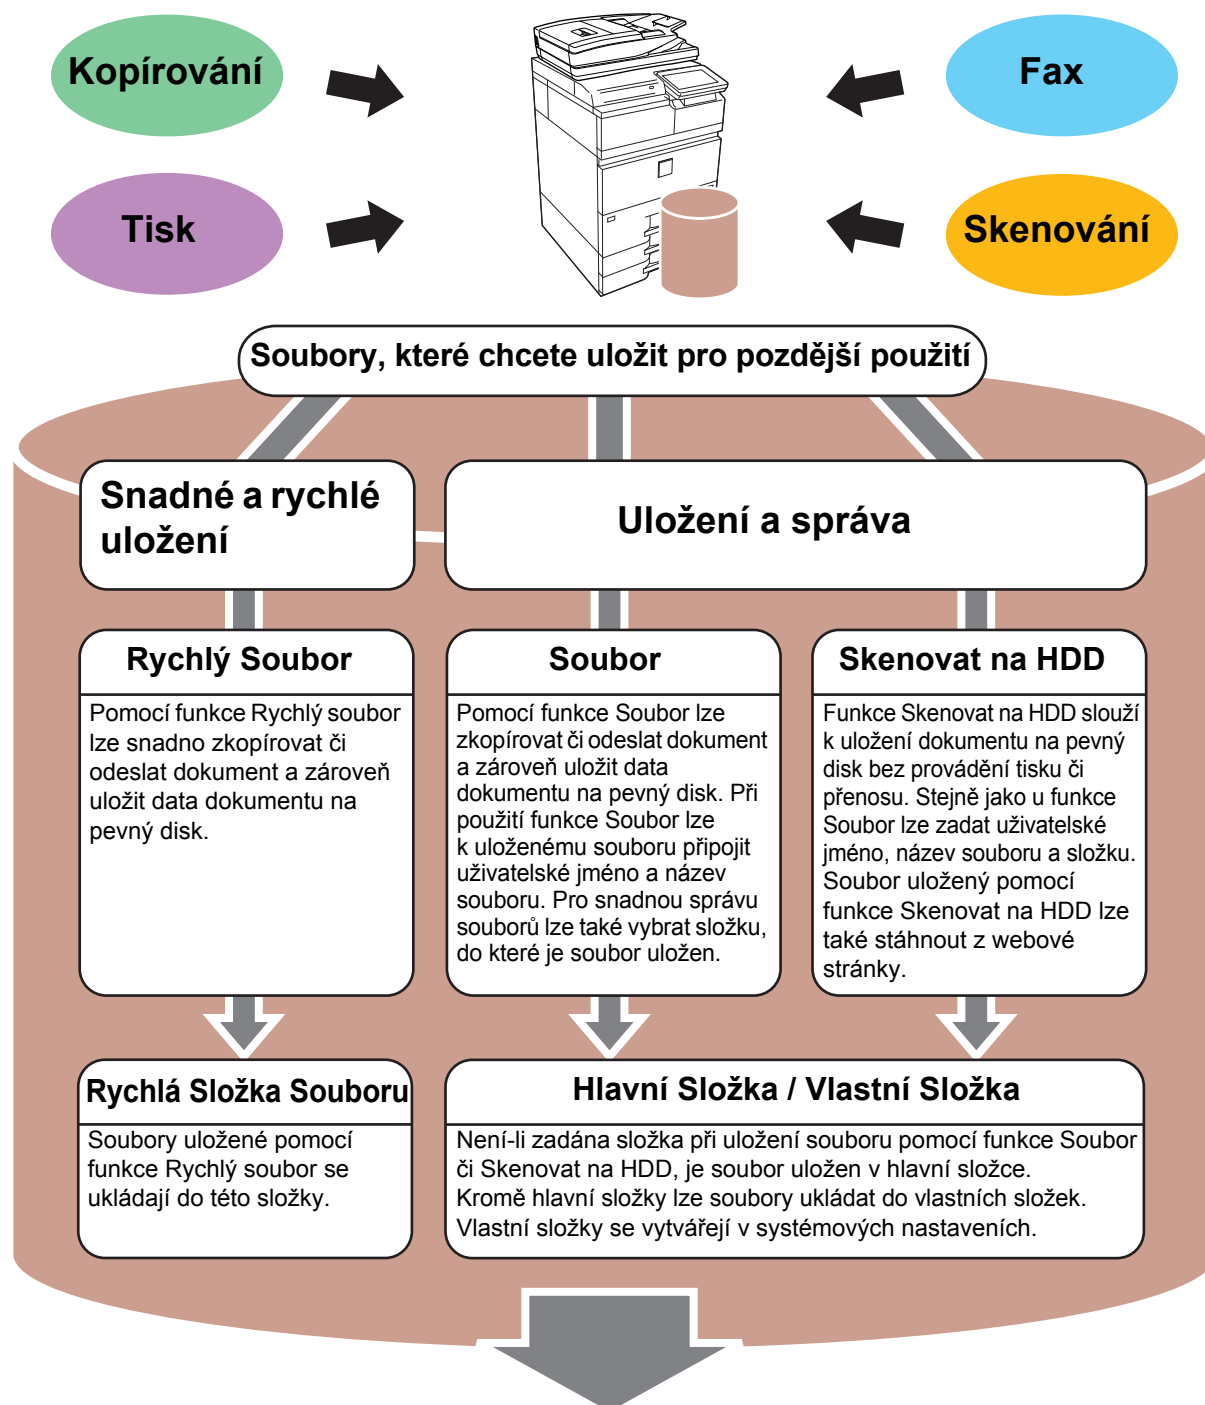 Kopírování
Fax
Tisk
Skenování
Soubory, které chcete uložit pro pozdější použití
Snadné a rychlé
uložení
Uložení a správa
Rychlý Soubor
Pomocí funkce Rychlý soubor
lze snadno zkopírovat či
odeslat dokument a zároveň
uložit data dokumentu na
pevný disk.
Soubor
Pomocí funkce Soubor lze
zkopírovat či odeslat dokument
a zároveň uložit data
dokumentu na pevný disk. Při
použití funkce Soubor lze
k uloženému souboru připojit
uživatelské jméno a název
souboru. Pro snadnou správu
souborů lze také vybrat složku,
do které je soubor uložen.
Skenovat na HDD
Funkce Skenovat na HDD slouží
k uložení dokumentu na pevný
disk bez provádění tisku či
přenosu. Stejně jako u funkce
Soubor lze zadat uživatelské
jméno, název souboru a složku.
Soubor uložený pomocí
funkce Skenovat na HDD lze
také stáhnout z webové
stránky.
Rychlá Složka Souboru
Soubory uložené pomocí
funkce Rychlý soubor se
ukládají do této složky.
Hlavní Složka / Vlastní Složka
Není-li zadána složka při uložení souboru pomocí funkce Soubor
či Skenovat na HDD, je soubor uložen v hlavní složce.
Kromě hlavní složky lze soubory ukládat do vlastních složek.
Vlastní složky se vytvářejí v systémových nastaveních.